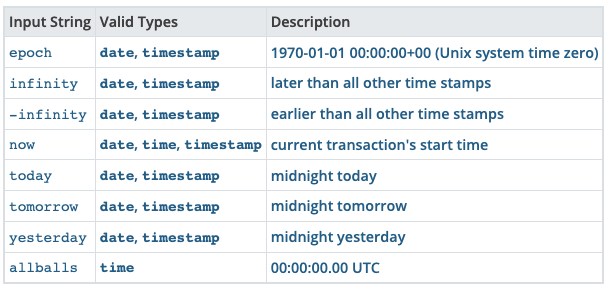 Input String Valid Types Description
epoch date, timestamp 1970-01-01 00:00:00+00 (Unix system time zero)
infinity date, timestamp later than all other time stamps
-infinity date, timestamp earlier than all other time stamps
now date, time, timestamp current transaction's start time
today date, timestamp midnight today
tomorrow date, timestamp midnight tomorrow
yesterday date, timestamp midnight yesterday
allballs time 00:00:00.00 UTC